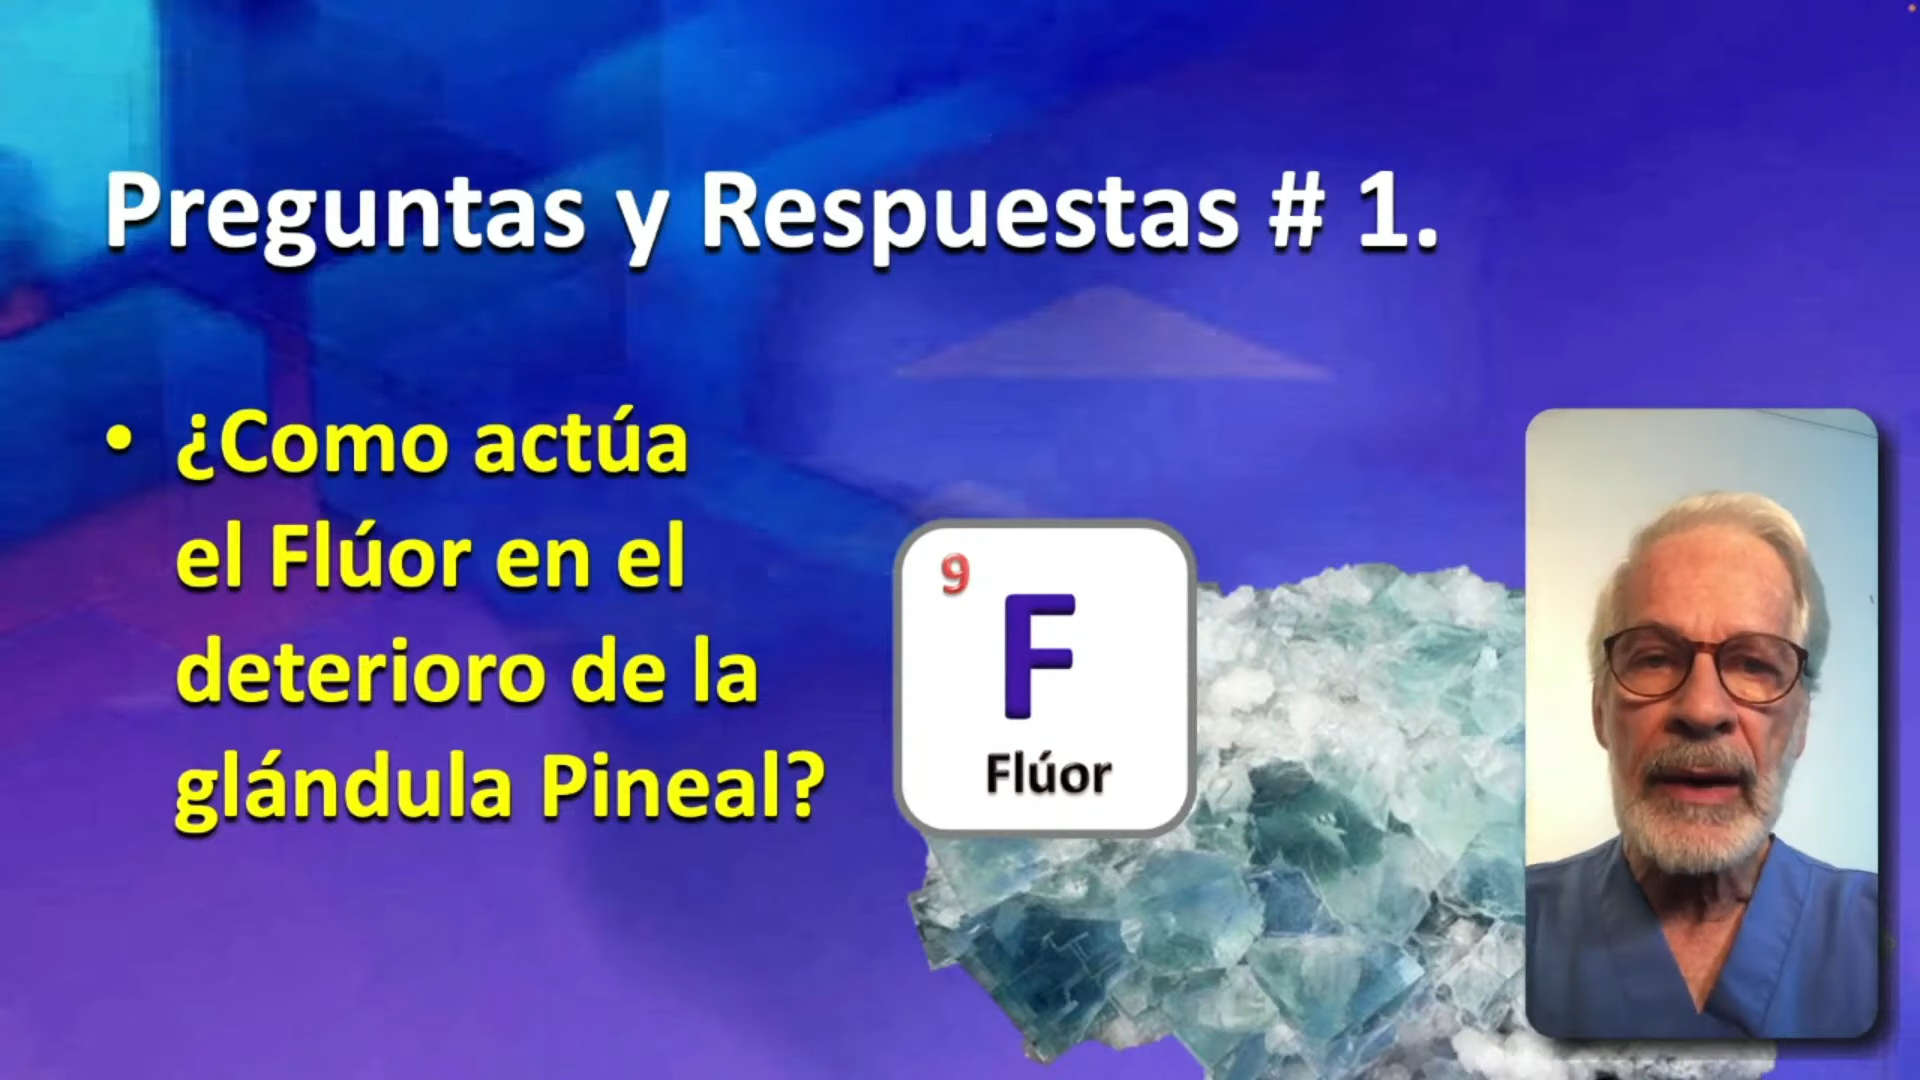 Preguntas y Respuestas # 1.
• ¿Como actúa
el Flúor en el
deterioro de la
glándula Pineal?
9
F
Flúor